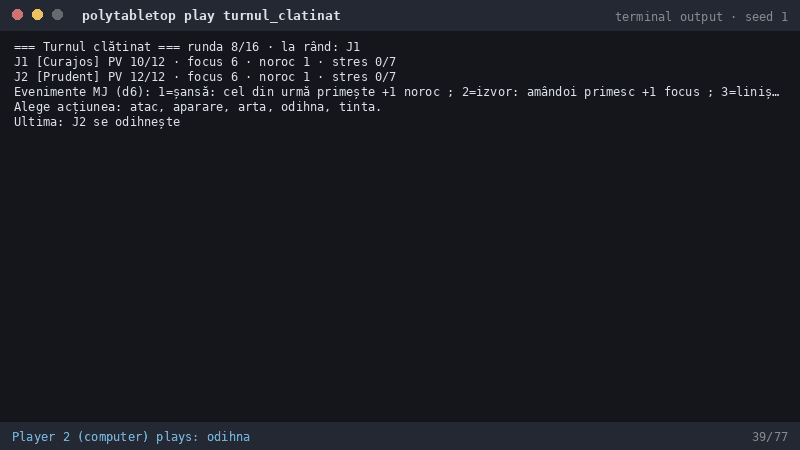 polytabletop play turnul_clatinat
terminal output · seed 1
=== Turnul clătinat === runda 8/16 · la rând: J1
J1 [Curajos] PV 10/12 · focus 6 · noroc 1 · stres 0/7
J2 [Prudent] PV 12/12 · focus 6 · noroc 1 · stres 0/7
Evenimente MJ (d6): 1=șansă: cel din urmă primește +1 noroc ; 2=izvor: amândoi primesc +1 focus ; 3=liniș…
Alege acțiunea: atac, aparare, arta, odihna, tinta.
Ultima: J2 se odihnește
Player 2 (computer) plays: odihna
39/77